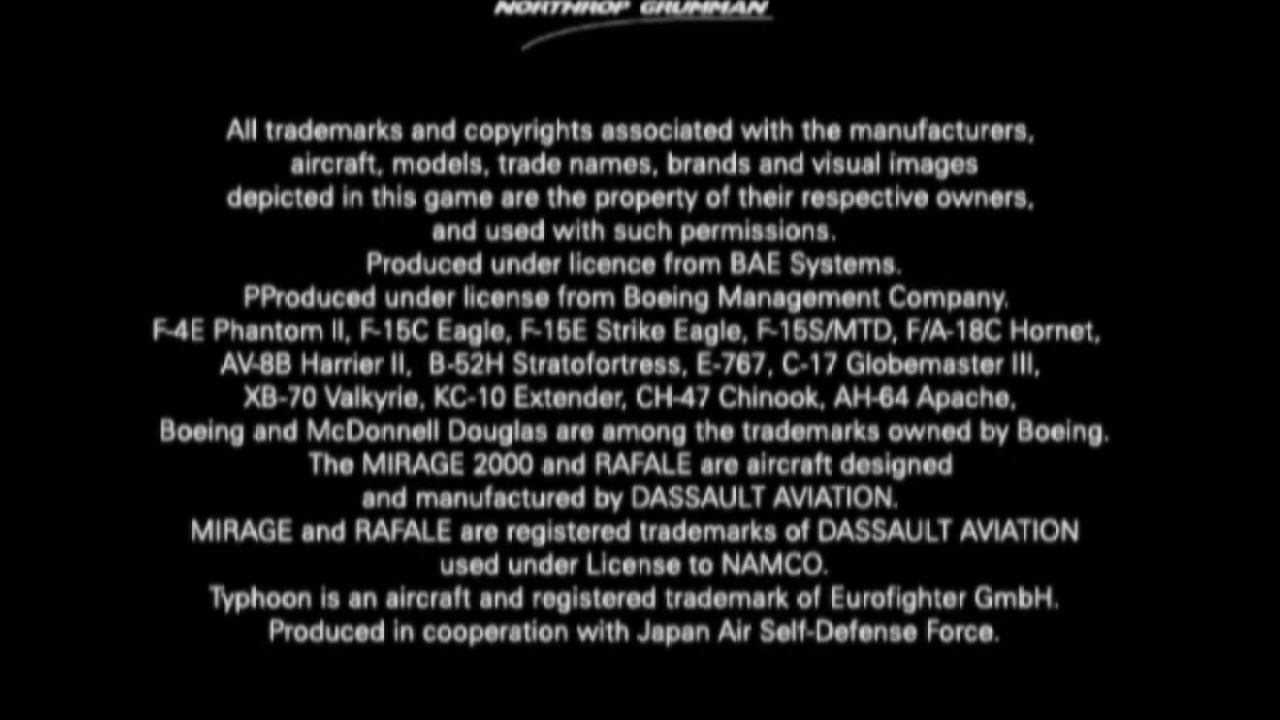 NORTHROP GRUMMAN
All trademarks and copyrights associated with the manufacturers,
aircraft, models, trade names, brands and visual images
depicted in this game are the property of their respective owners,
and used with such permissions.
Produced under licence from BAE Systems.
PProduced under license from Boeing Management Company.
F-4E Phantom II, F-15C Eagle, F-15E Strike Eagle, F-15S/MTD, F/A-18C Hornet,
AV-8B Harrier II, B-52H Stratofortress, E-767, C-17 Globemaster III,
XB-70 Valkyrie, KC-10 Extender, CH-47 Chinook, AH-64 Apache,
Boeing and McDonnell Douglas are among the trademarks owned by Boeing.
The MIRAGE 2000 and RAFALE are aircraft designed
and manufactured by DASSAULT AVIATION.
MIRAGE and RAFALE are registered trademarks of DASSAULT AVIATION
used under License to NAMCO.
Typhoon is an aircraft and registered trademark of Eurofighter GmbH.
Produced in cooperation with Japan Air Self-Defense Force.